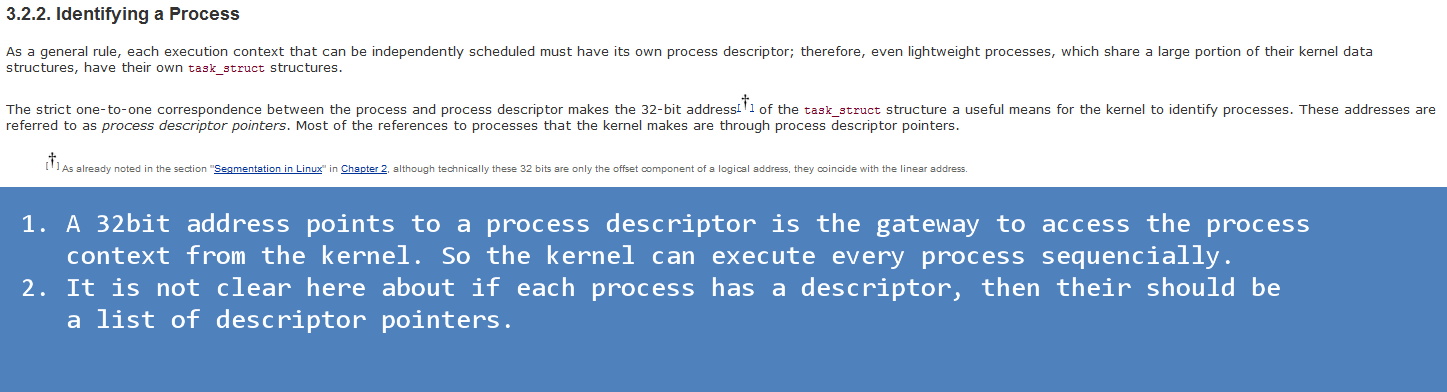 3.2.2. Identifying a Process
As a general rule, each execution context that can be independently scheduled must have its own process descriptor; therefore, even lightweight processes, which share a large portion of their kernel data
structures, have their own task_struct structures.
The strict one-to-one correspondence between the process and process descriptor makes the 32-bit address[†] of the task_struct structure a useful means for the kernel to identify processes. These addresses are
referred to as process descriptor pointers. Most of the references to processes that the kernel makes are through process descriptor pointers.
[†] As already noted in the section "Segmentation in Linux" in Chapter 2, although technically these 32 bits are only the offset component of a logical address, they coincide with the linear address.
1. A 32bit address points to a process descriptor is the gateway to access the process
context from the kernel. So the kernel can execute every process sequencially.
2. It is not clear here about if each process has a descriptor, then their should be
a list of descriptor pointers.